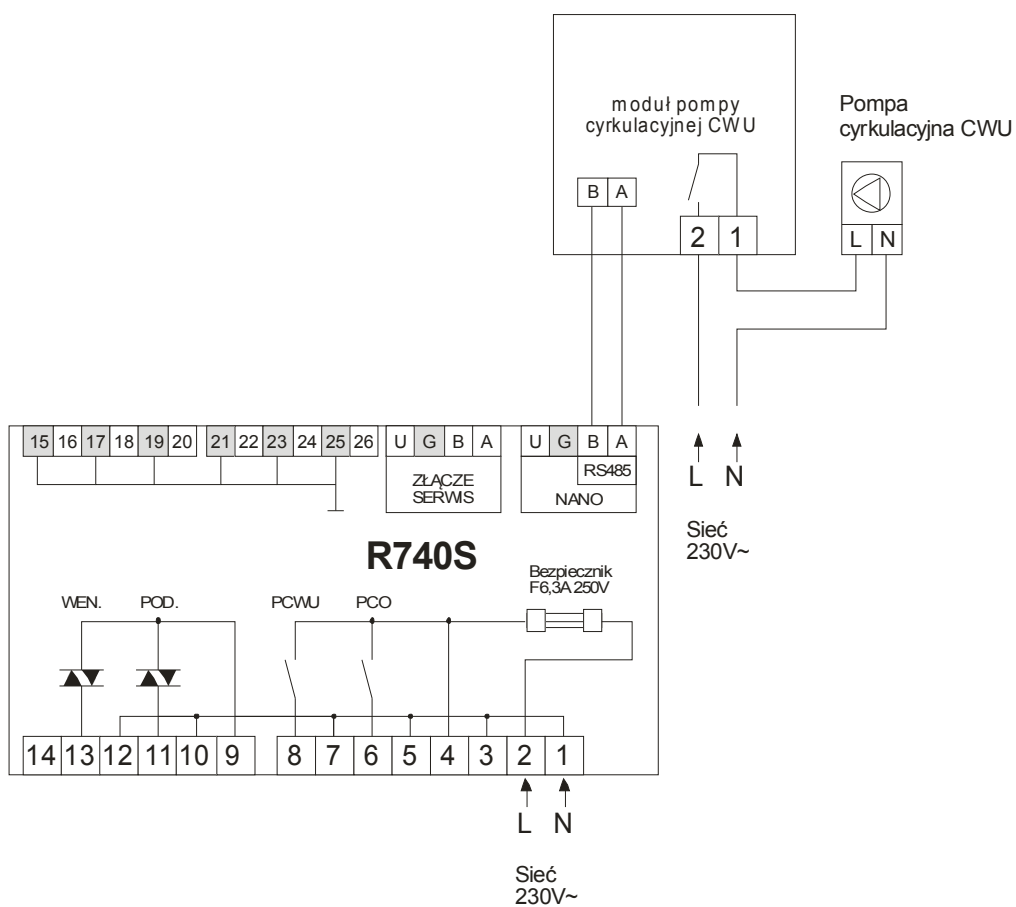 moduł pompy
cyrkulacyjnej CWU
Pompa
cyrkulacyjna CWU
B A
2 1
L N
15 16 17 18 19 20 21 22 23 24 25 26 U G B A U G B A
RS485
ZŁĄCZE
SERWIS
NANO
L N
Sieć
230V~
R740S
Bezpiecznik
F6,3A 250V
WEN. POD. PCWU PCO
14 13 12 11 10 9 8 7 6 5 4 3 2 1
L N
Sieć
230V~